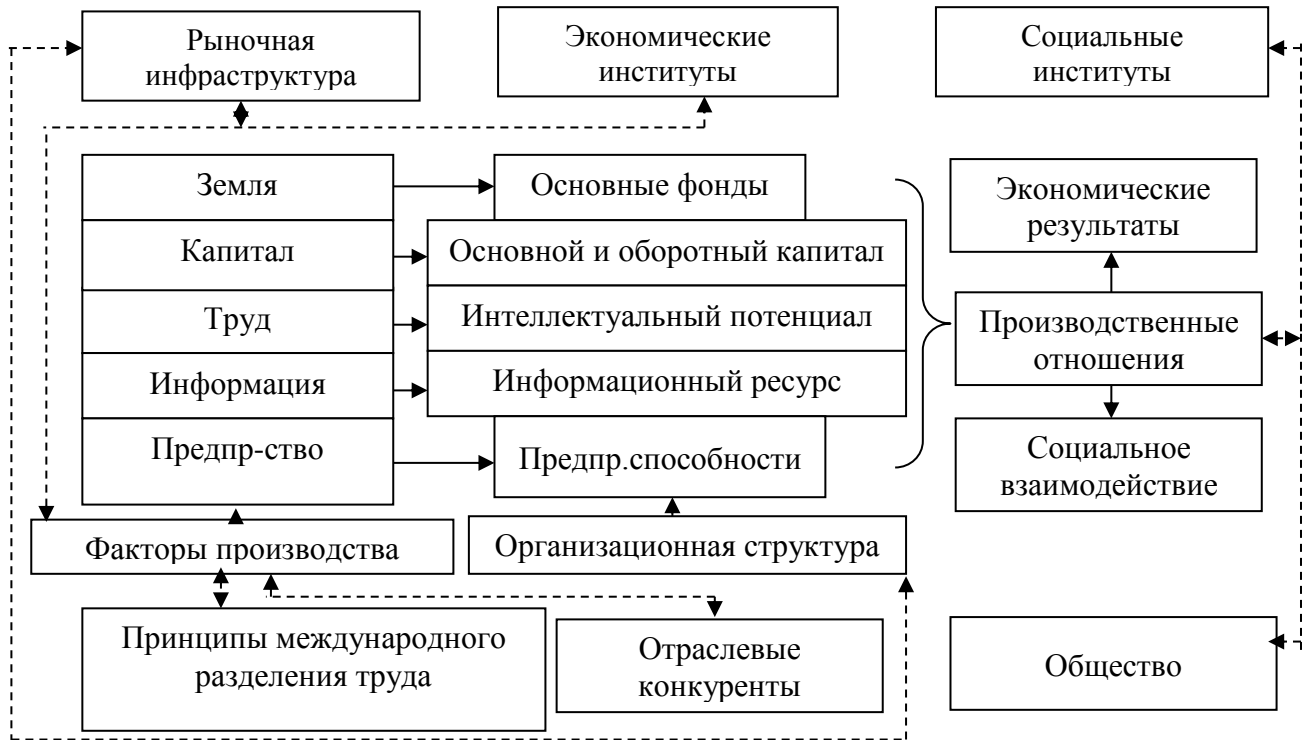 Рыночная
инфраструктура
Экономические
институты
Социальные
институты
Земля
Основные фонды
Экономические
результаты
Капитал
Основной и оборотный капитал
Труд
Интеллектуальный потенциал
Производственные
отношения
Информация
Информационный ресурс
Предпр-ство
Предпр.способности
Социальное
взаимодействие
Факторы производства
Организационная структура
Принципы международного
разделения труда
Отраслевые
конкуренты
Общество